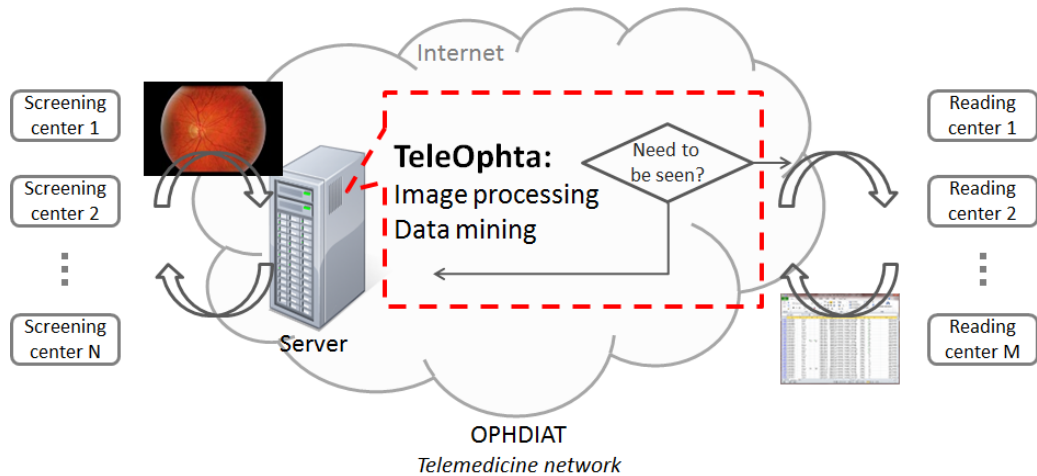 Internet
Screening
center 1
Screening
center 2
Screening
center N
Server
TeleOphta:
Image processing
Data mining
Need to
be seen?
Reading
center 1
Reading
center 2
Reading
center M
OPHDIAT
Telemedicine network